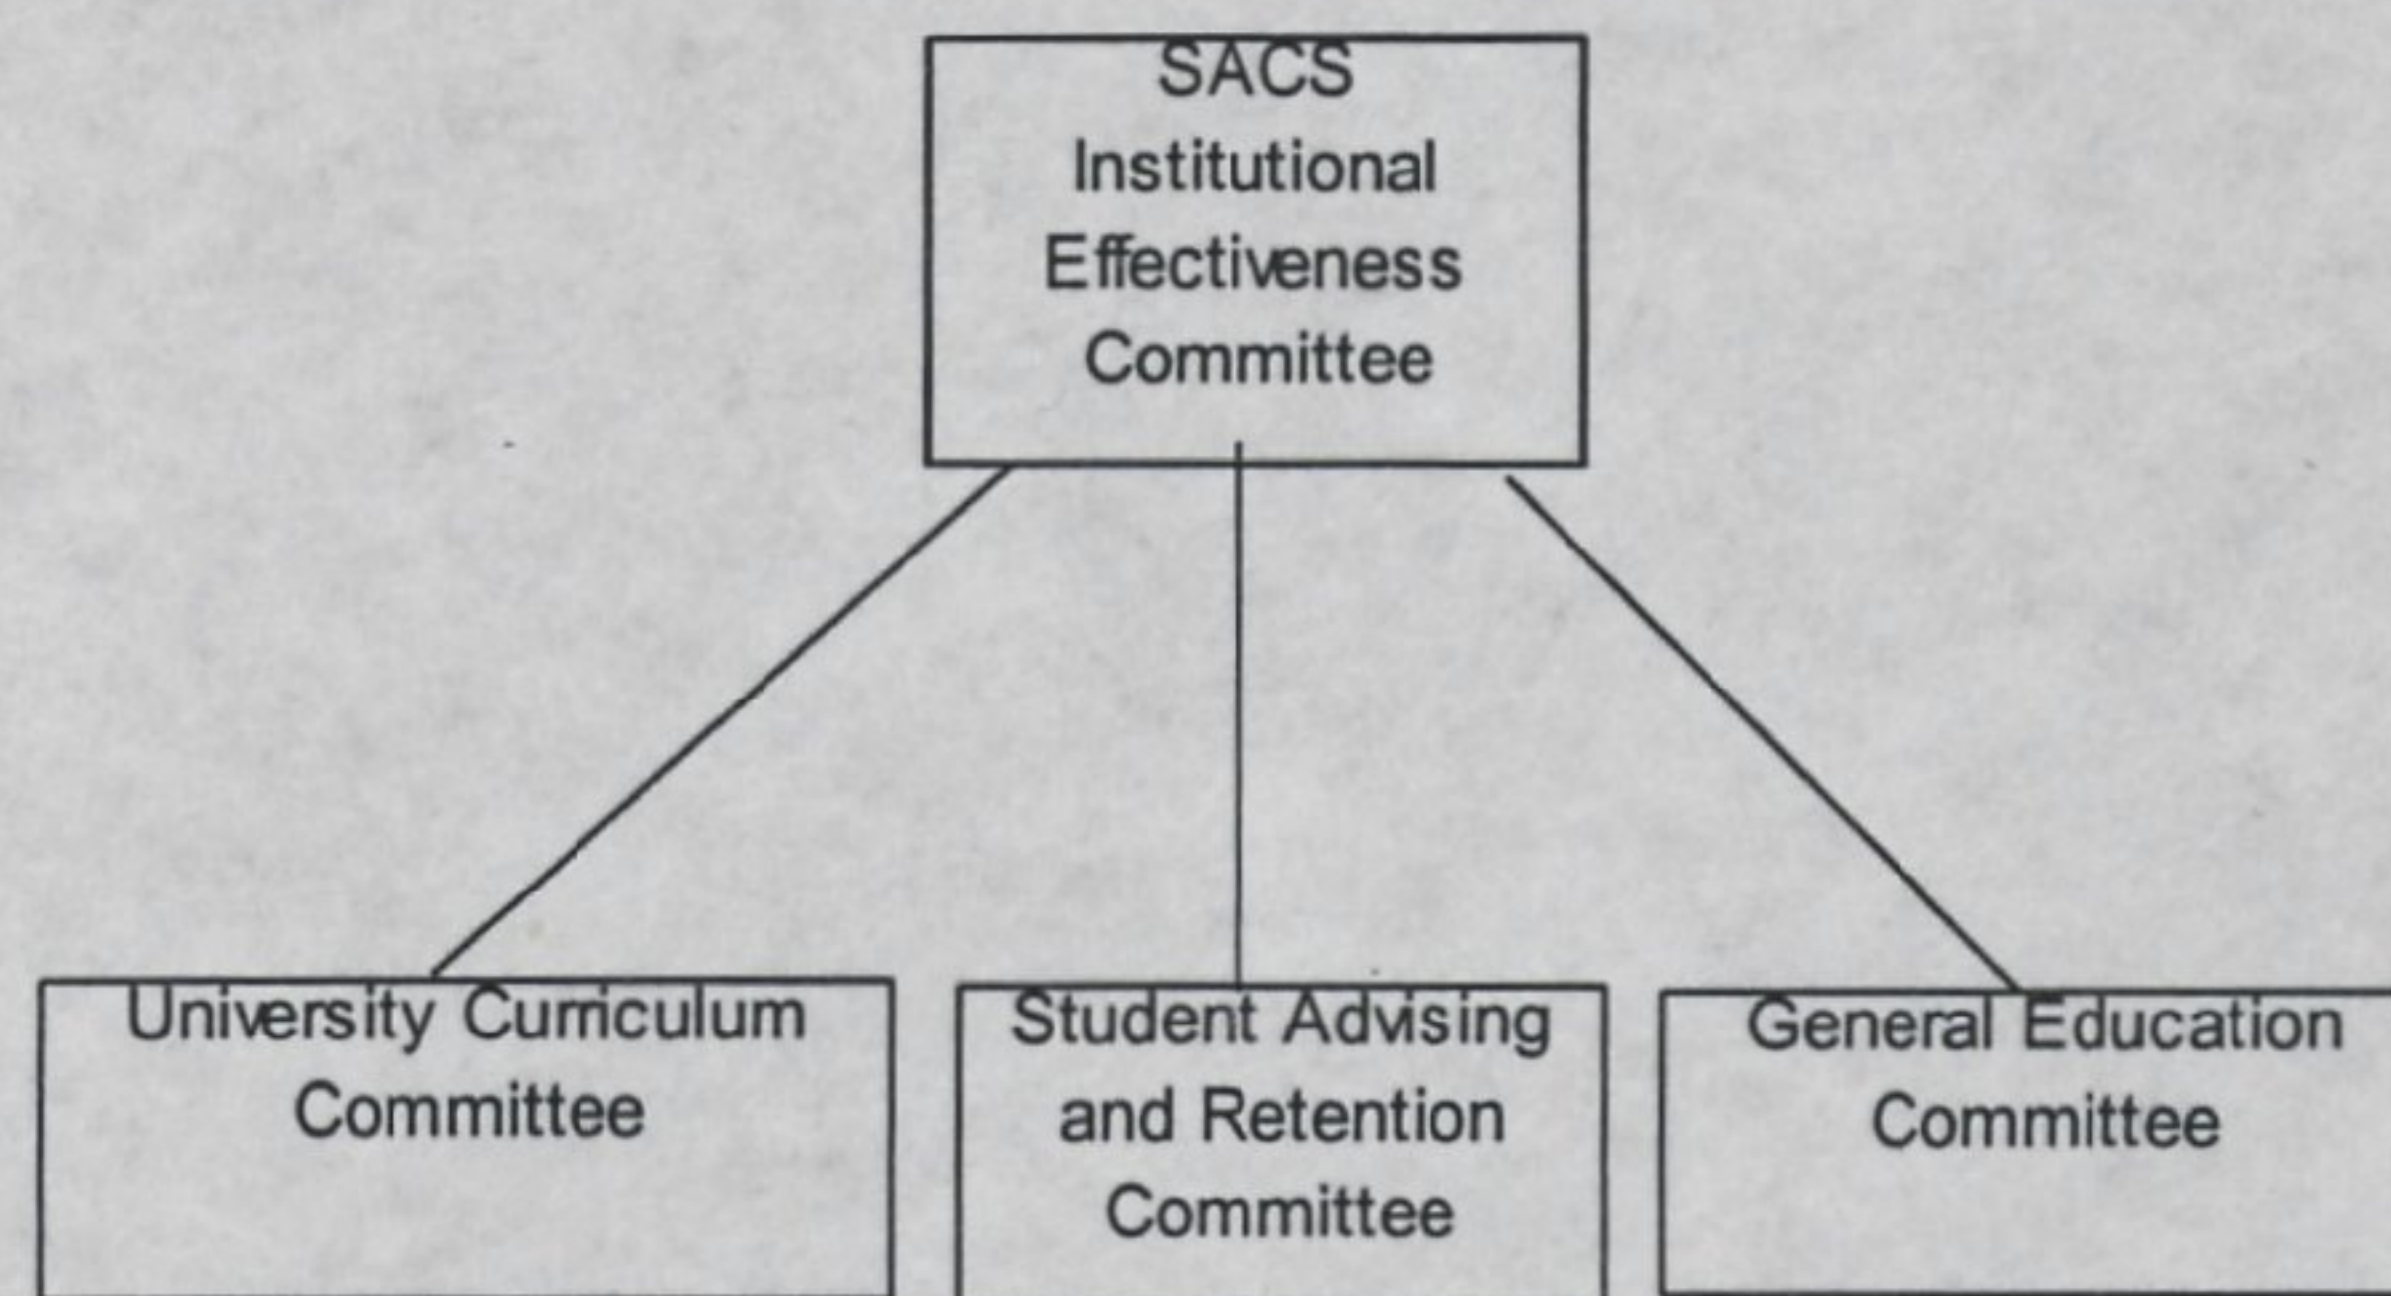 SACS
Institutional
Effectiveness
Committee
University Curriculum
Committee
Student Advising
and Retention
Committee
General Education
Committee